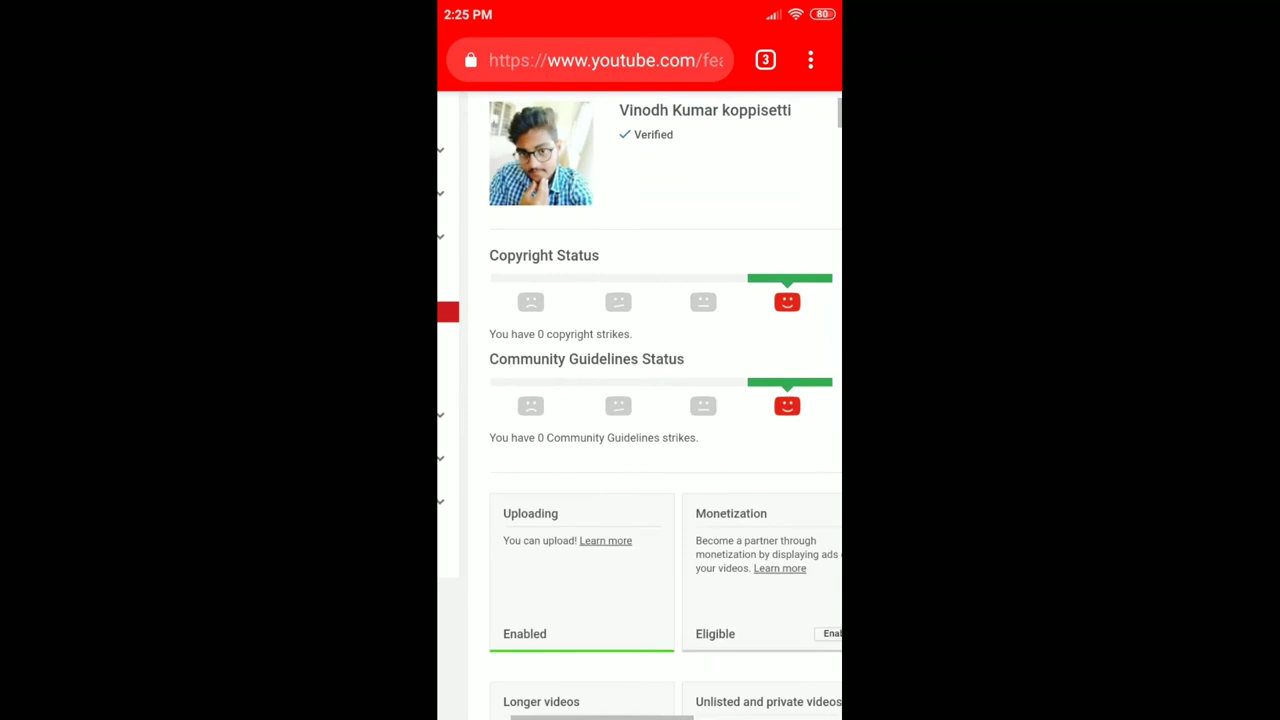 2:25 PM
80
https://www.youtube.com/fea
3
Vinodh Kumar koppisetti
Verified
Copyright Status
You have 0 copyright strikes.
Community Guidelines Status
You have 0 Community Guidelines strikes.
Uploading
You can upload! Learn more
Enabled
Monetization
Become a partner through
monetization by displaying ads
your videos. Learn more
Eligible
Enab
Longer videos
Unlisted and private videos